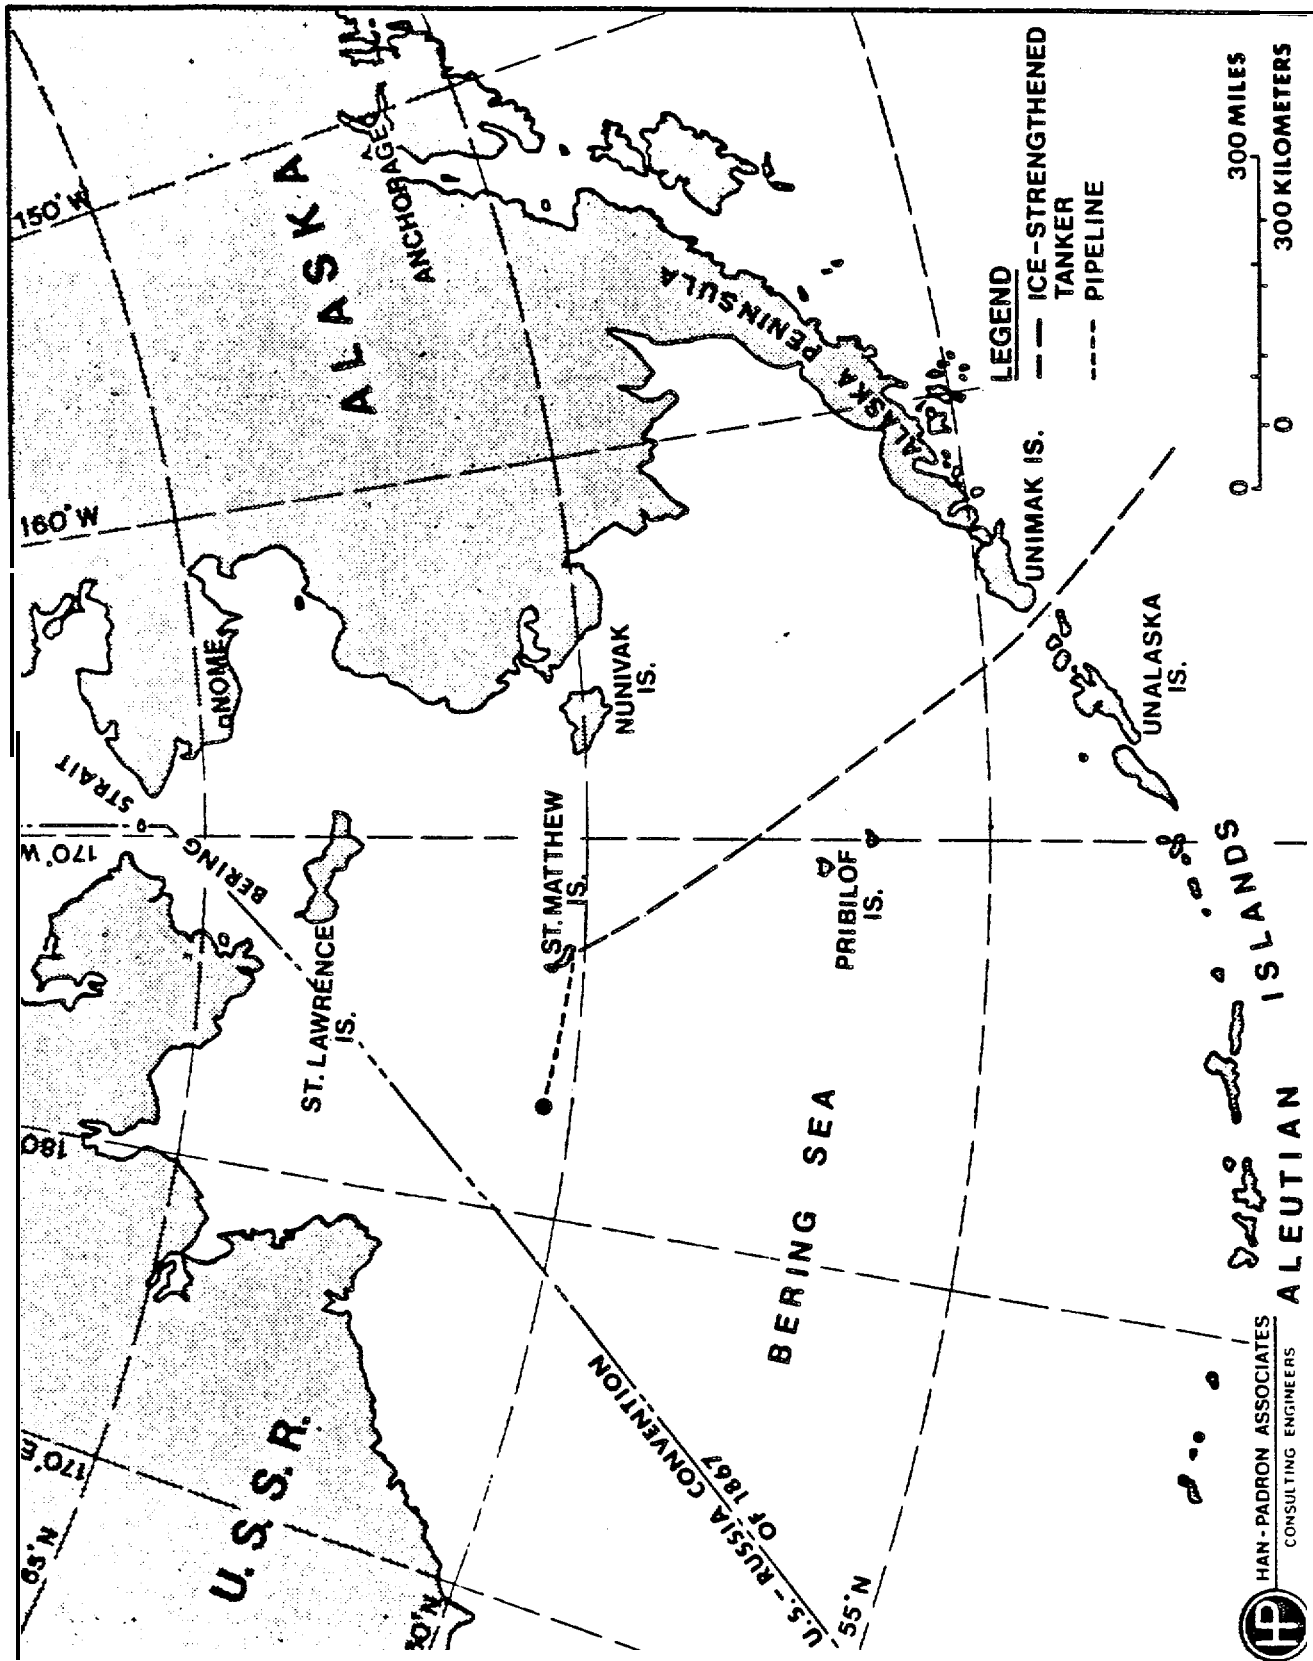 65°N
170°E
180
170°W
160°W
150°W
U.S.S.R.
BERING
STRAIT
NOME
ALASKA
ANCHORAGE
ST. LAWRENCE
IS.
ST. MATTHEW
IS.
NUNIVAK
IS.
U.S. - RUSSIA CONVENTION
OF 1867
BERING SEA
PRIBILOF
IS.
ALASKA
PENINSULA
55°N
UNIMAK IS.
UNALASKA
IS.
ALEUTIAN
ISLANDS
LEGEND
ICE-STRENGTHENED
TANKER
PIPELINE
0 300 MILES
0 300 KILOMETERS
HP
HAN-PADRON ASSOCIATES
CONSULTING ENGINEERS